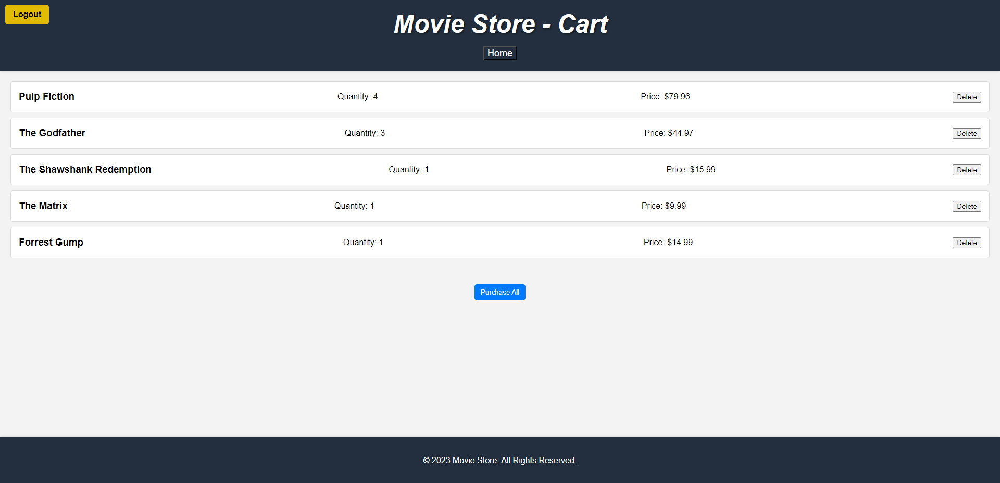 Logout
Movie Store - Cart
Home
Pulp Fiction Quantity: 4 Price: $79.96 Delete
The Godfather Quantity: 3 Price: $44.97 Delete
The Shawshank Redemption Quantity: 1 Price: $15.99 Delete
The Matrix Quantity: 1 Price: $9.99 Delete
Forrest Gump Quantity: 1 Price: $14.99 Delete
Purchase All
© 2023 Movie Store. All Rights Reserved.